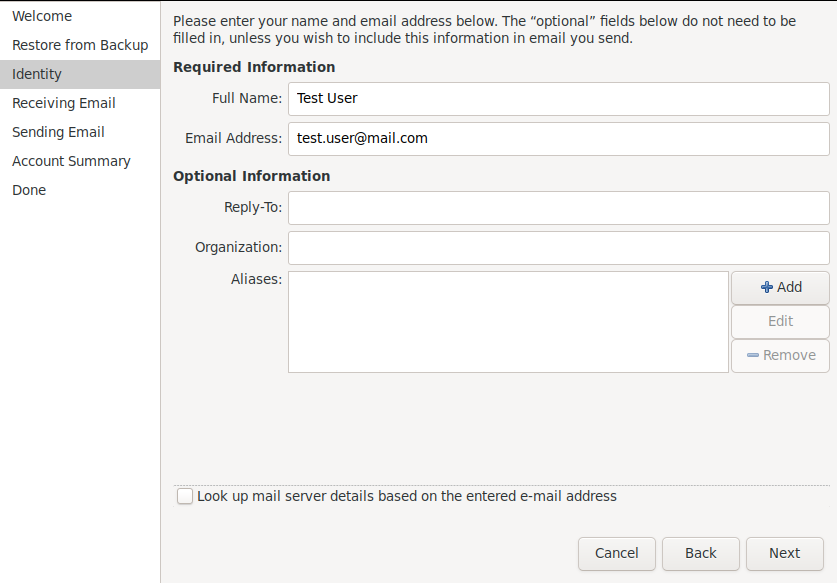 Welcome
Restore from Backup
Identity
Receiving Email
Sending Email
Account Summary
Done
Please enter your name and email address below. The “optional” fields below do not need to be
filled in, unless you wish to include this information in email you send.
Required Information
Full Name: Test User
Email Address: test.user@mail.com
Optional Information
Reply-To:
Organization:
Aliases:
Add
Edit
Remove
Look up mail server details based on the entered e-mail address
Cancel Back Next